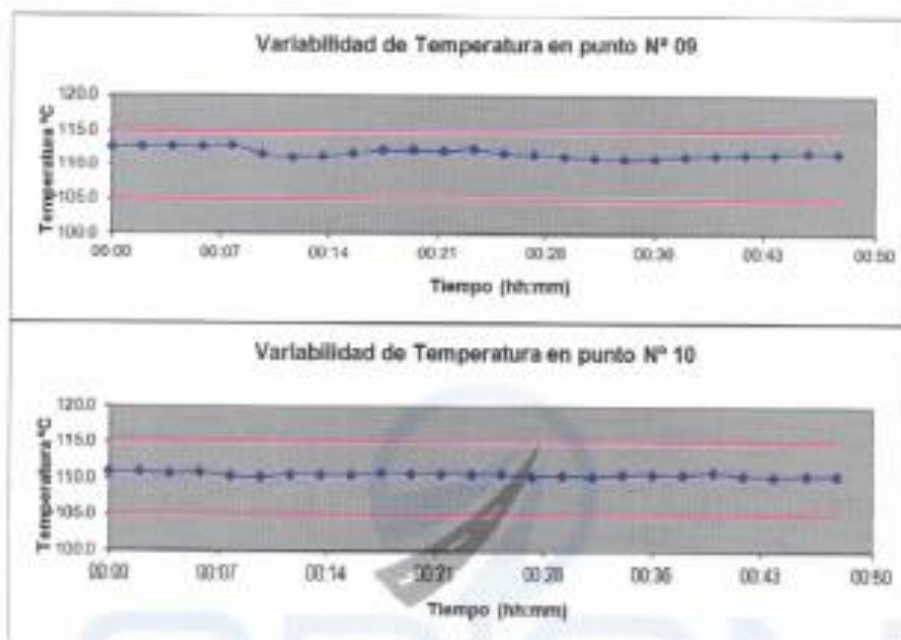 Variabilidad de Temperatura en punto Nº 09
Temperatura ºC
120.0
115.0
110.0
105.0
100.0
00:00 00:07 00:14 00:21 00:28 00:36 00:43 00:50
Tiempo (hh:mm)
Variabilidad de Temperatura en punto Nº 10
Temperatura ºC
120.0
115.0
110.0
105.0
100.0
00:00 00:07 00:14 00:21 00:28 00:36 00:43 00:50
Tiempo (hh:mm)